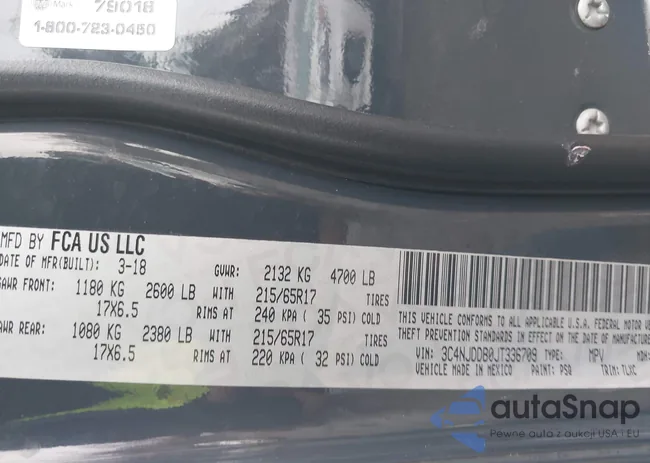 Mark 79018
1-800-723-0450
MFD BY FCA US LLC
DATE OF MFR(BUILT): 3-18 GVWR: 2132 KG 4700 LB
GAWR FRONT: 1180 KG 2600 LB WITH 215/65R17 TIRES
17X6.5 RIMS AT 240 KPA ( 35 PSI) COLD
GAWR REAR: 1080 KG 2380 LB WITH 215/65R17 TIRES
17X6.5 RIMS AT 220 KPA ( 32 PSI) COLD
THIS VEHICLE CONFORMS TO ALL APPLICABLE U.S.A. FEDERAL MOTOR VE
THEFT PREVENTION STANDARDS IN EFFECT ON THE DATE OF MANUFACTURE
VIN: 3C4NJDDB0JT336709 TYPE: MPV MDH:
VEHICLE MADE IN MEXICO PAINT: TRIM: TLXC
autaSnap
Pewne auta z aukcji USA i EU